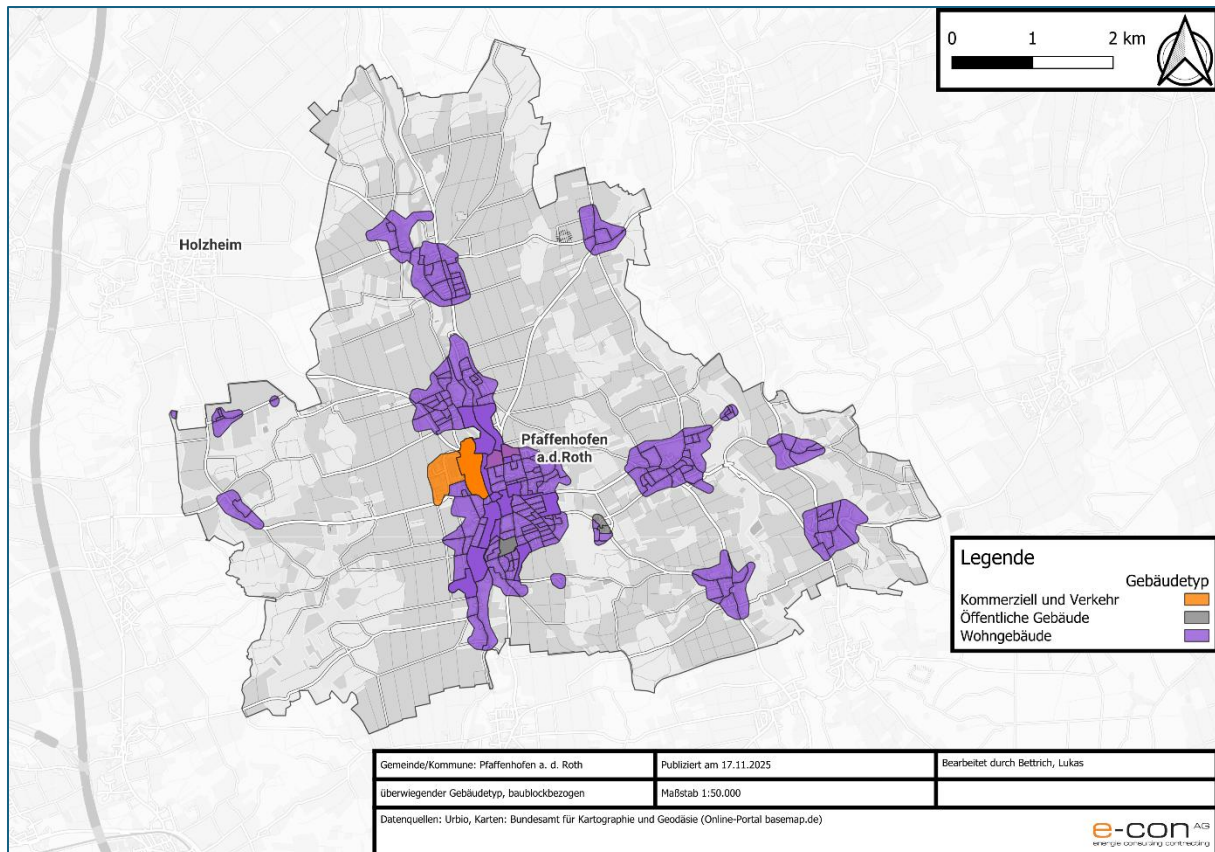 0 1 2 km
Holzheim
Pfaffenhofen
a.d.Roth
Legende
Gebäudetyp
Kommerziell und Verkehr
Öffentliche Gebäude
Wohngebäude
Gemeinde/Kommune: Pfaffenhofen a. d. Roth
Publiziert am 17.11.2025
Bearbeitet durch Bettrich, Lukas
überwiegender Gebäudetyp, baublockbezogen
Maßstab 1:50.000
Datenquellen: Urbio, Karten: Bundesamt für Kartographie und Geodäsie (Online-Portal basemap.de)
e-con AG
energie consulting contracting